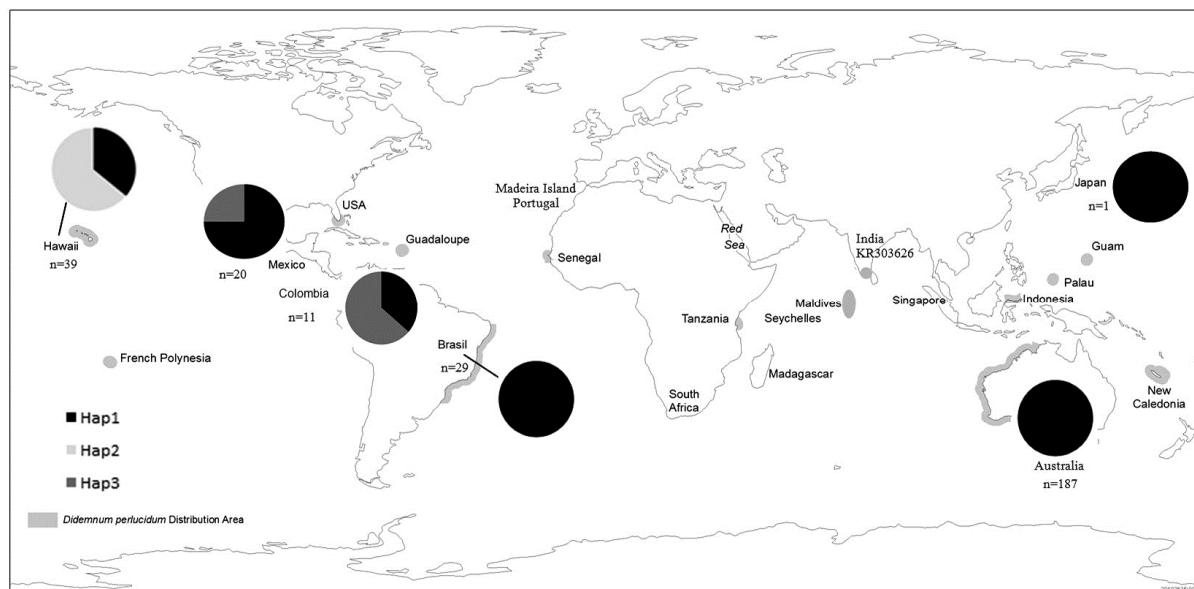 Madeira Island
Portugal
Japan
n=1
USA
Hawaii
n=39
n=20
Mexico
Guadaloupe
Senegal
Red
Sea
India
KR303626
Guam
Palau
Colombia
n=11
Tanzania
Maldives
Seychelles
Singapore
Indonesia
Brasil
n=29
French Polynesia
Madagascar
South
Africa
New
Caledonia
Australia
n=187
Hap1
Hap2
Hap3
Didemnum perlucidum Distribution Area